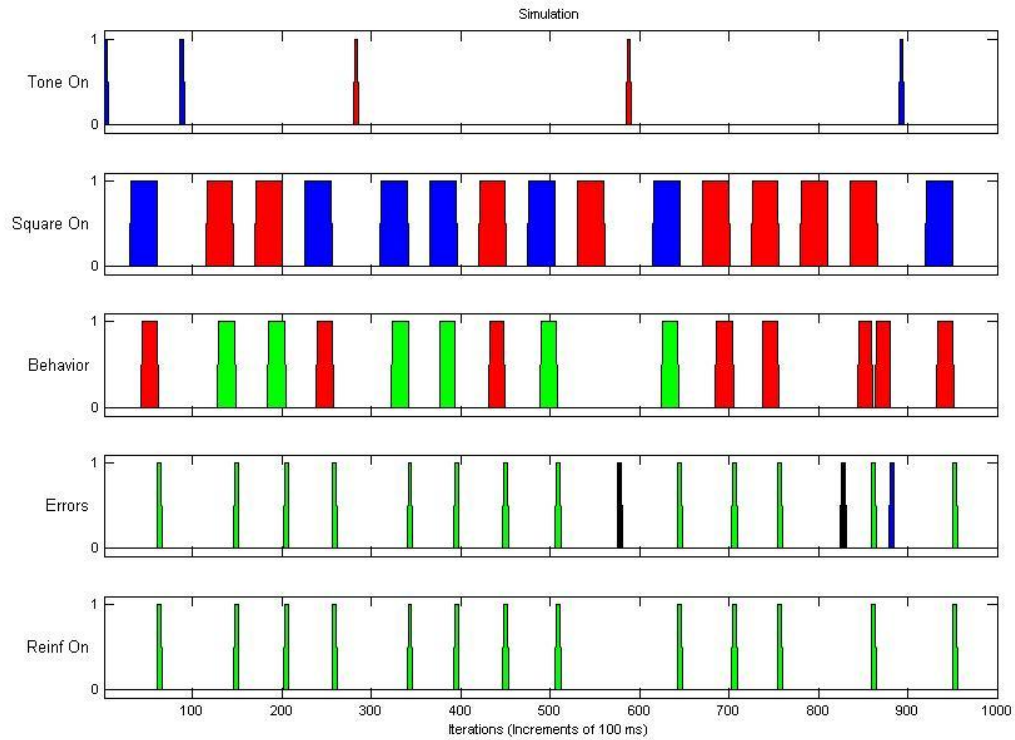 Simulation
1
Tone On
0
1
Square On
0
1
Behavior
0
1
Errors
0
1
Reinf On
0
100 200 300 400 500 600 700 800 900 1000
Iterations (Increments of 100 ms)